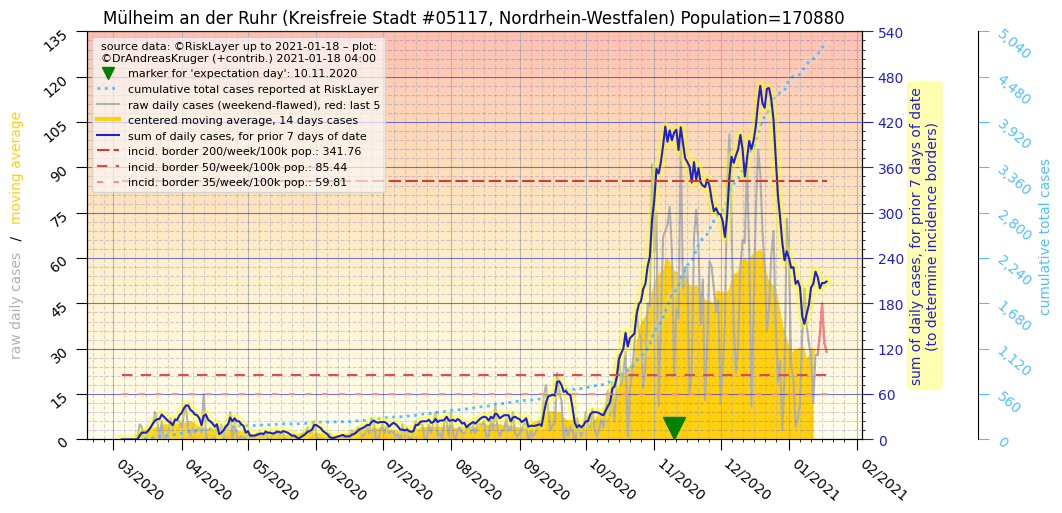 Mülheim an der Ruhr (Kreisfreie Stadt #05117, Nordrhein-Westfalen) Population=170880
source data: ©RiskLayer up to 2021-01-18 – plot:
©DrAndreasKruger (+contrib.) 2021-01-18 04:00
marker for 'expectation day': 10.11.2020
cumulative total cases reported at RiskLayer
raw daily cases (weekend-flawed), red: last 5
centered moving average, 14 days cases
sum of daily cases, for prior 7 days of date
incid. border 200/week/100k pop.: 341.76
incid. border 50/week/100k pop.: 85.44
incid. border 35/week/100k pop.: 59.81
raw daily cases / moving average
135
120
105
90
75
60
45
30
15
0
03/2020
04/2020
05/2020
06/2020
07/2020
08/2020
09/2020
10/2020
11/2020
12/2020
01/2021
02/2021
540
480
420
360
300
240
180
120
60
0
sum of daily cases, for prior 7 days of date
(to determine incidence borders)
5,040
4,480
3,920
3,360
2,800
2,240
1,680
1,120
560
0
cumulative total cases